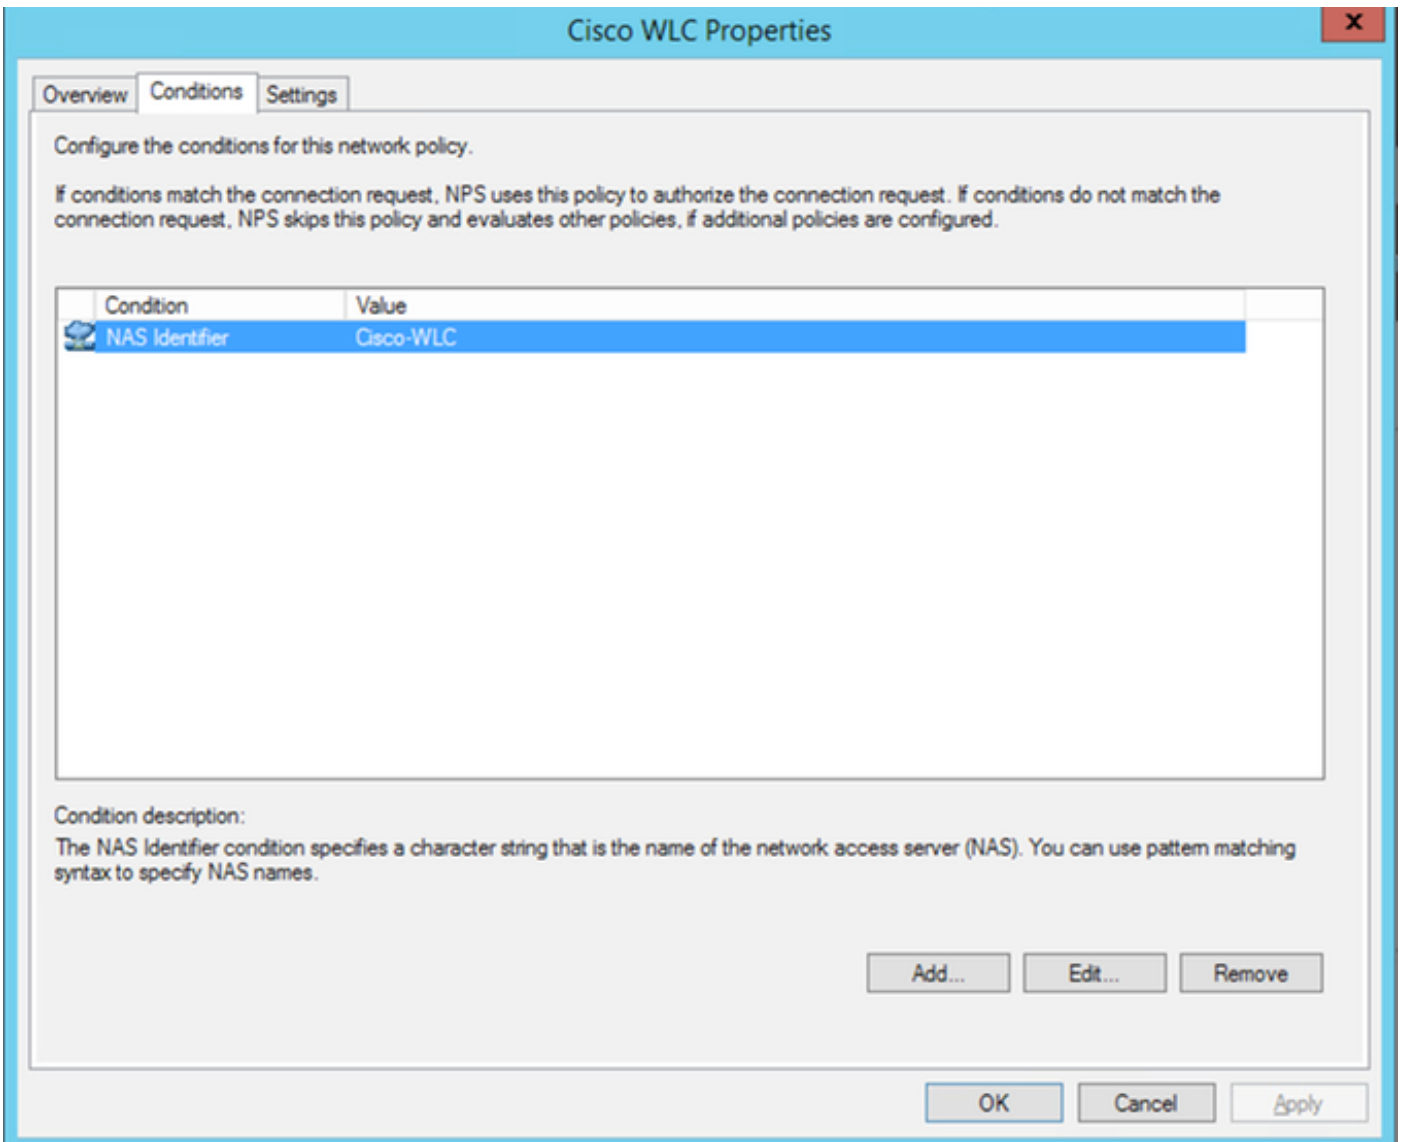 Cisco WLC Properties
x
Overview Conditions Settings
Configure the conditions for this network policy.
If conditions match the connection request, NPS uses this policy to authorize the connection request. If conditions do not match the
connection request, NPS skips this policy and evaluates other policies, if additional policies are configured.
Condition Value
NAS Identifier Cisco-WLC
Condition description:
The NAS Identifier condition specifies a character string that is the name of the network access server (NAS). You can use pattern matching
syntax to specify NAS names.
Add... Edit... Remove
OK Cancel Apply